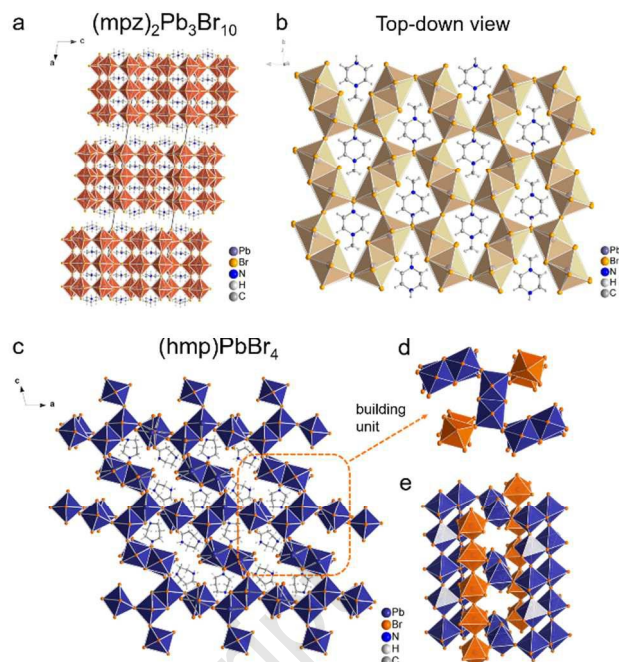 a
(mpz)2Pb3Br10
c
a
Pb
Br
N
H
C
b
Top-down view
Pb
Br
N
H
C
c
(hmp)PbBr4
c
a
Pb
Br
N
H
C
building
unit
d
e